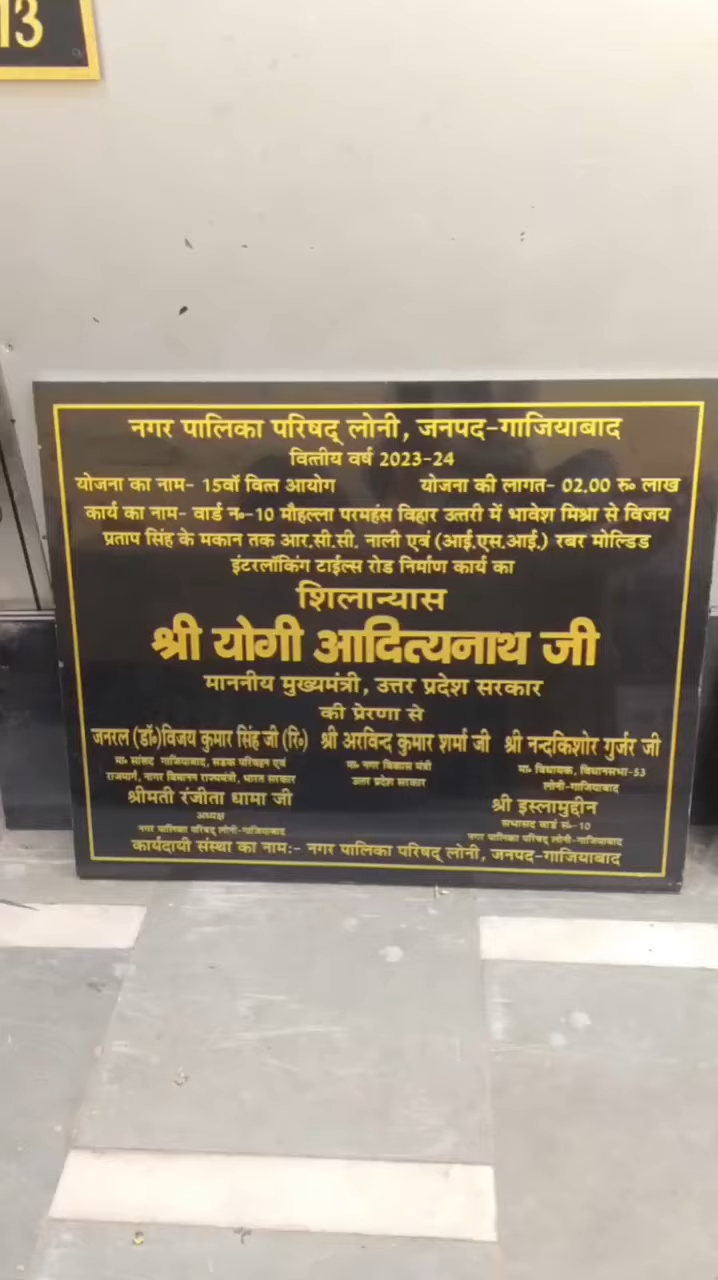 13
नगर पालिका परिषद् लोनी, जनपद-गाजियाबाद
वित्तीय वर्ष 2023-24
योजना का नाम- 15वॉ वित्त आयोग योजना की लागत- 02.00 रु० लाख
कार्य का नाम- वार्ड न०-10 मौहल्ला परमहंस विहार उत्तरी में भावेश मिश्रा से विजय
प्रताप सिंह के मकान तक आर.सी.सी. नाली एवं (आई.एस.आई.) रबर मोल्डिड
इंटरलॉकिंग टाईल्स रोड निर्माण कार्य का
शिलान्यास
श्री योगी आदित्यनाथ जी
माननीय मुख्यमंत्री, उत्तर प्रदेश सरकार
की प्रेरणा से
जनरल (डॉ०)विजय कुमार सिंह जी (रि०) श्री अरविन्द कुमार शर्मा जी श्री नन्दकिशोर गुर्जर जी
मा० सांसद गाजियाबाद, सड़क परिवहन एवं मा० नगर विकास मंत्री मा० विधायक, विधानसभा-53
राजमार्ग, नागर विमानन राज्यमंत्री, भारत सरकार उत्तर प्रदेश सरकार लोनी-गाजियाबाद
श्रीमती रंजीता धामा जी श्री इस्लामुद्दीन
अध्यक्ष सभासद वार्ड सं०-10
नगर पालिका परिषद् लोनी-गाजियाबाद नगर पालिका परिषद् लोनी-गाजियाबाद
कार्यदायी संस्था का नाम:- नगर पालिका परिषद् लोनी, जनपद-गाजियाबाद